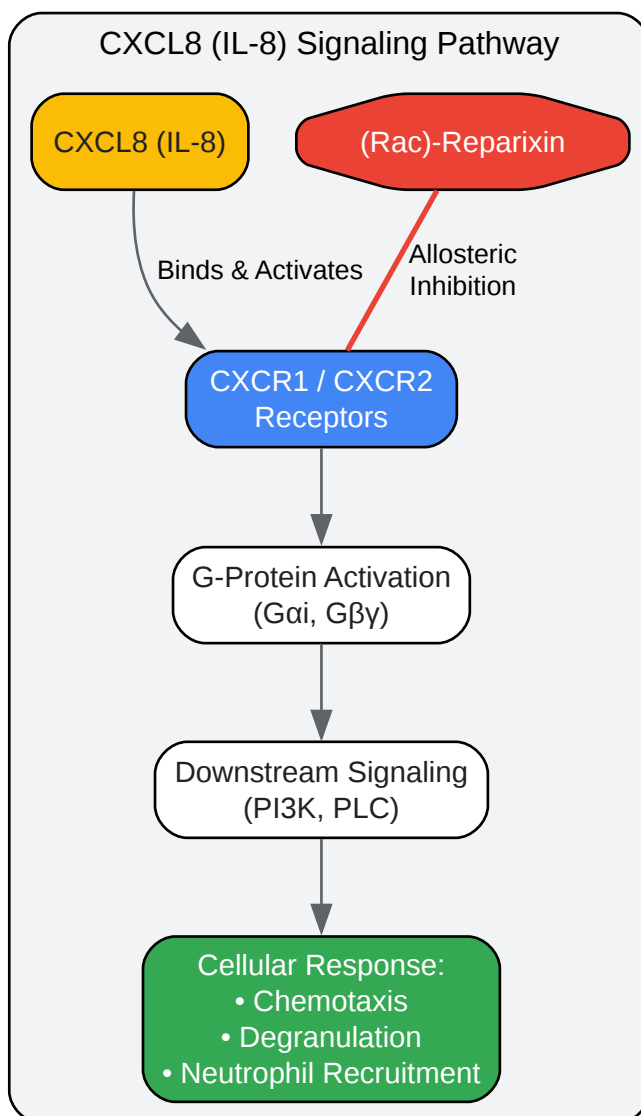 CXCL8 (IL-8) Signaling Pathway
CXCL8 (IL-8)
(Rac)-Reparixin
Binds & Activates
Allosteric
Inhibition
CXCR1 / CXCR2
Receptors
G-Protein Activation
(Gαi, Gβγ)
Downstream Signaling
(PI3K, PLC)
Cellular Response:
• Chemotaxis
• Degranulation
• Neutrophil Recruitment